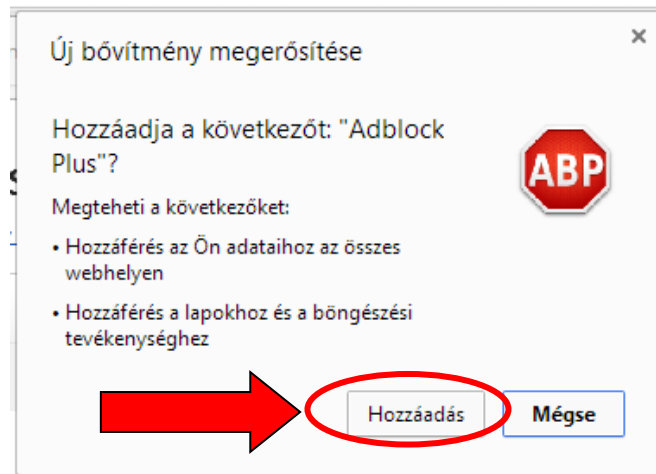 Új bővítmény megerősítése
Hozzáadja a következőt: "Adblock
Plus"?
ABP
Megteheti a következőket:
• Hozzáférés az Ön adataihoz az összes
webhelyen
• Hozzáférés a lapokhoz és a böngészési
tevékenységhez
Hozzáadás
Mégse